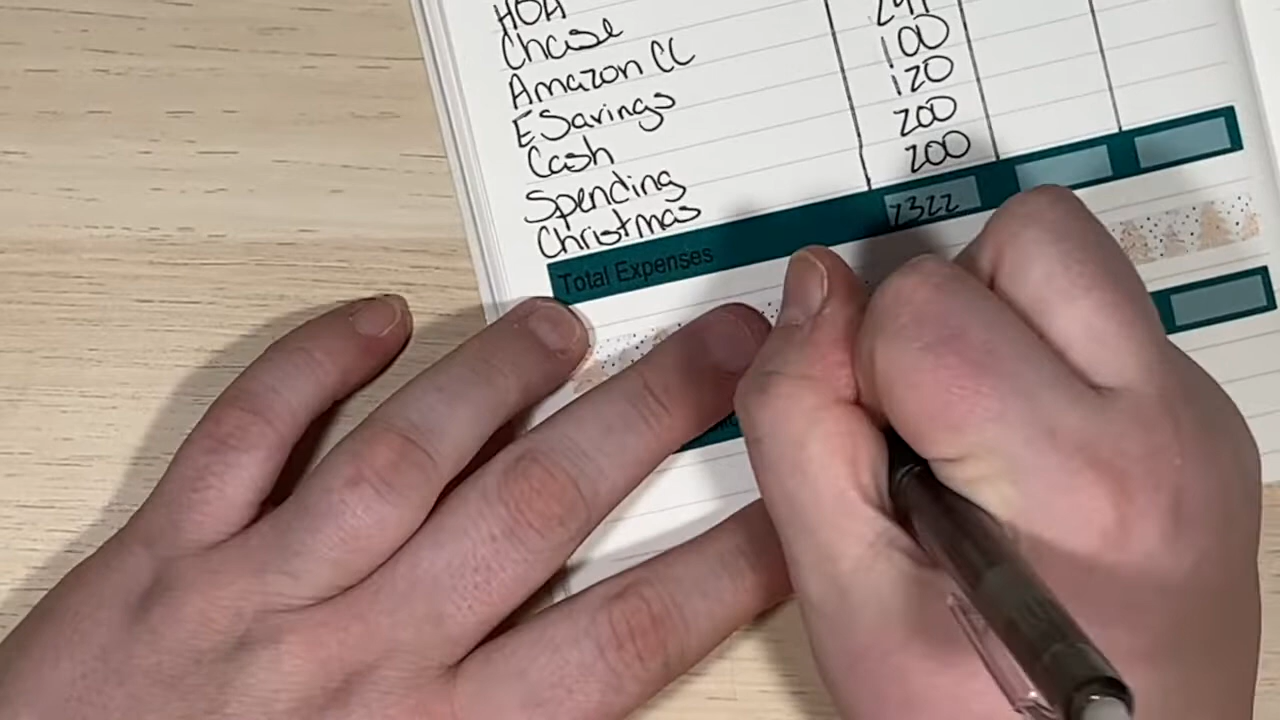 HOA
Chase
Amazon CC
ESavings 100
Cash 120
Spending 200
Christmas 200
Total Expenses 2322